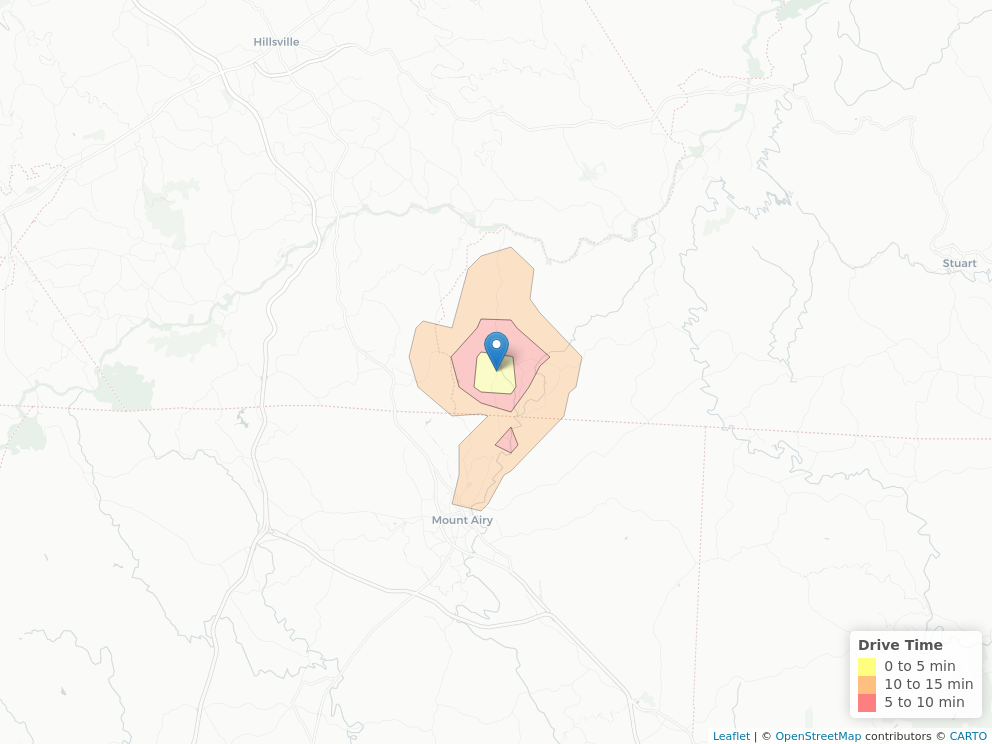 Hillsville
Stuart
Mount Airy
Drive Time
0 to 5 min
10 to 15 min
5 to 10 min
Leaflet | © OpenStreetMap contributors © CARTO